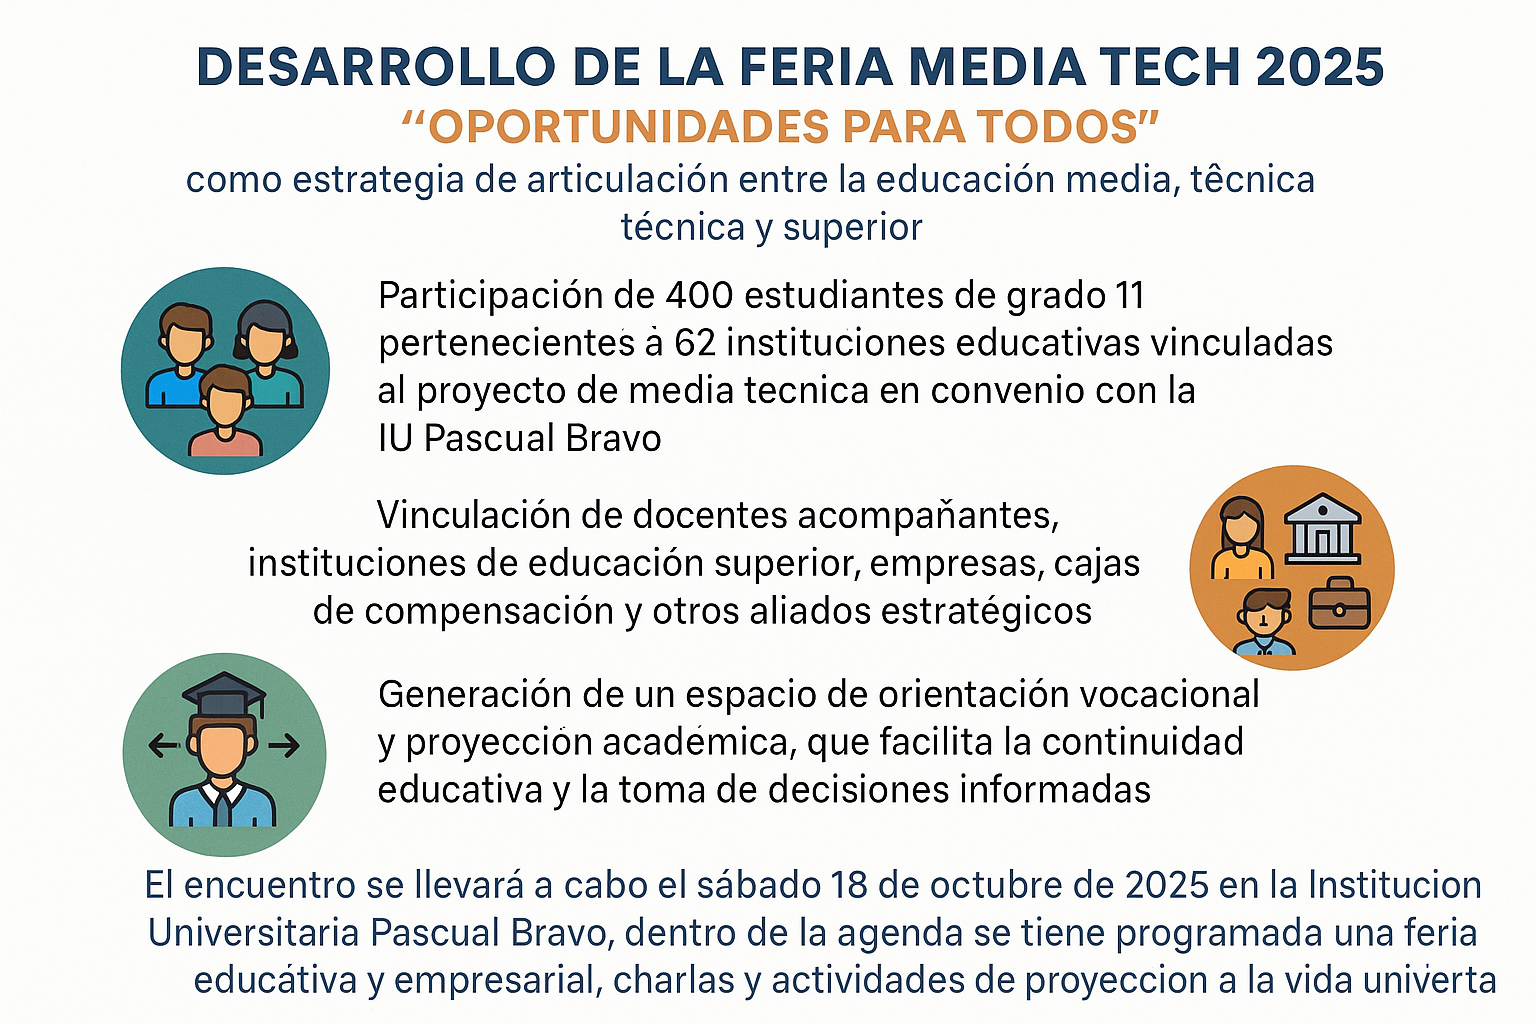 DESARROLLO DE LA FERIA MEDIA TECH 2025
“OPORTUNIDADES PARA TODOS”
como estrategia de articulación entre la educación media, têcnica
técnica y superior
Participación de 400 estudiantes de grado 11
pertenecientes à 62 instituciones educativas vinculadas
al proyecto de media tecnica en convenio con la
IU Pascual Bravo
Vinculación de docentes acompaňantes,
instituciones de educación superior, empresas, cajas
de compensación y otros aliados estratégicos
Generación de un espacio de orientación vocacional
y proyección académica, que facilita la continuidad
educativa y la toma de decisiones informadas
El encuentro se llevará a cabo el sábado 18 de octubre de 2025 en la Institucion
Universitaria Pascual Bravo, dentro de la agenda se tiene programada una feria
educátiva y empresarial, charlas y actividades de proyeccion a la vida univerta